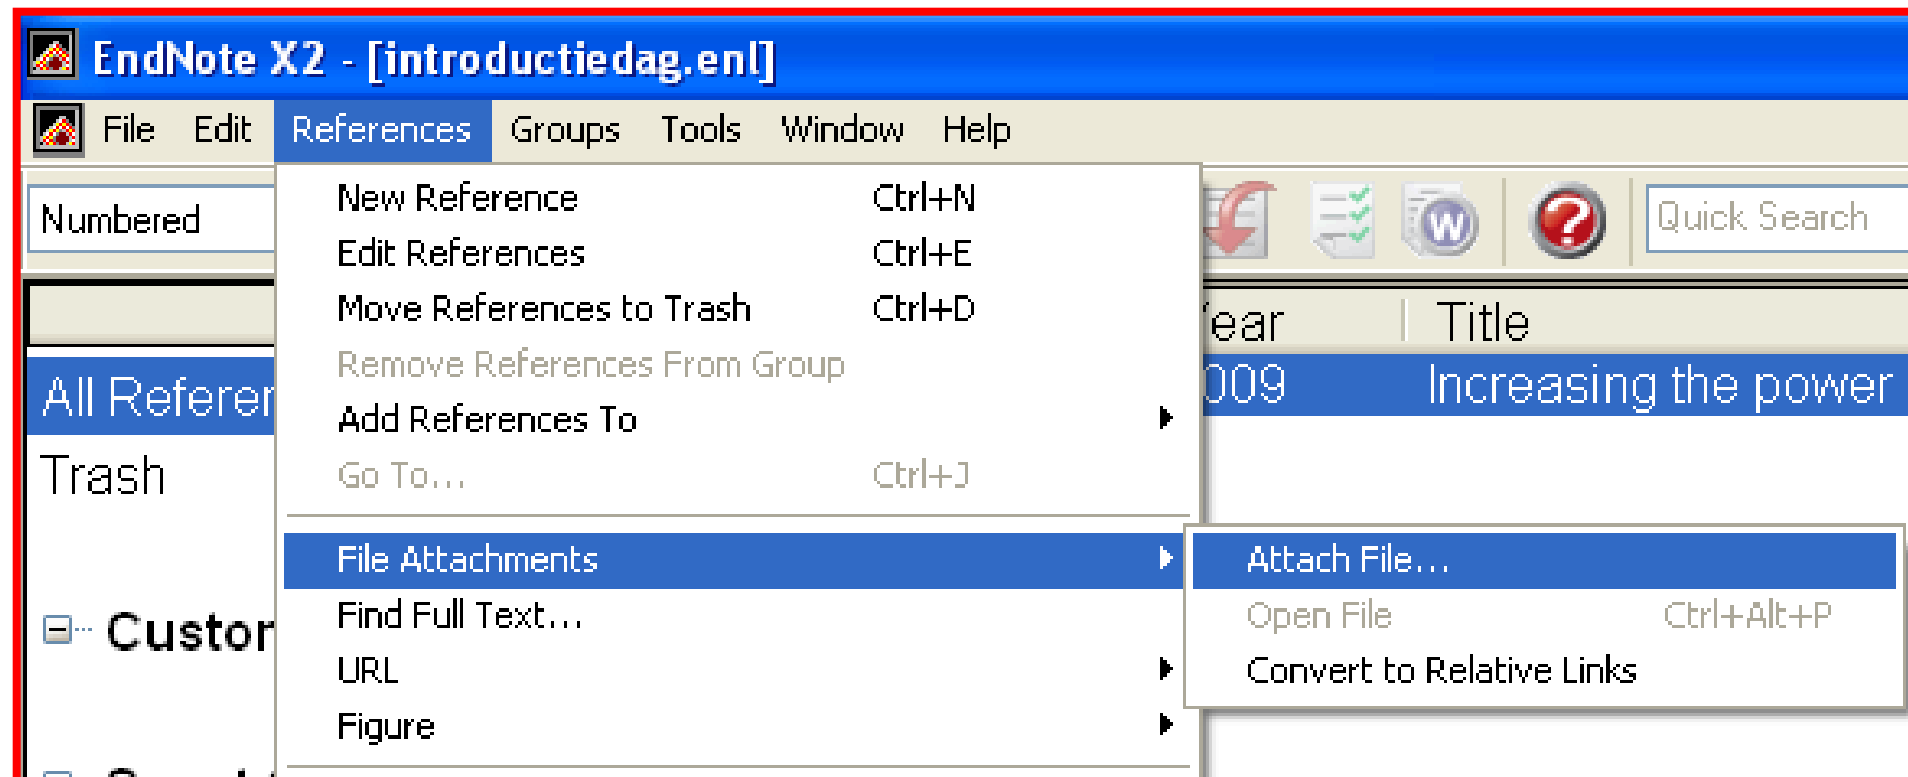 EndNote X2 - [introductiedag.enl]
File Edit References Groups Tools Window Help
Numbered
Quick Search
New Reference Ctrl+N
Edit References Ctrl+E
Move References to Trash Ctrl+D
Remove References From Group
Add References To
Go To... Ctrl+J
File Attachments
Find Full Text...
URL
Figure
Attach File...
Open File Ctrl+Alt+P
Convert to Relative Links
Title
Increasing the power
All
Trash